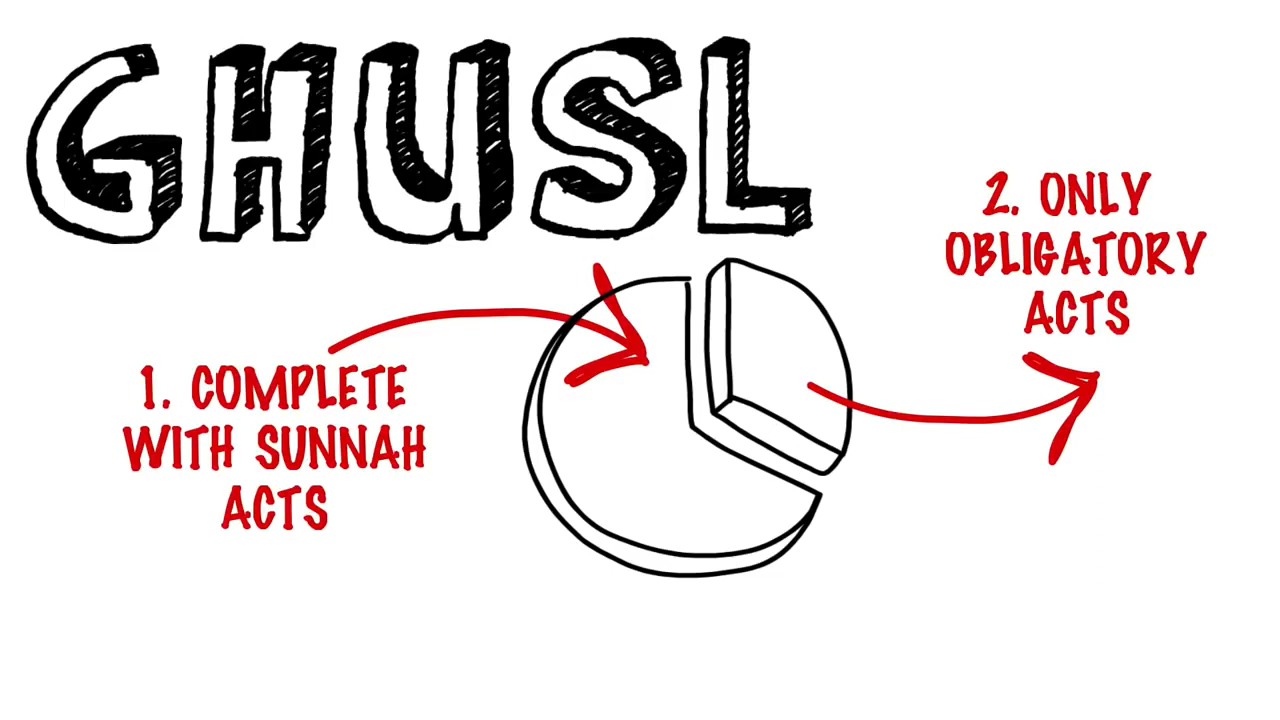 GHUSL
1. COMPLETE
WITH SUNNAH
ACTS
2. ONLY
OBLIGATORY
ACTS